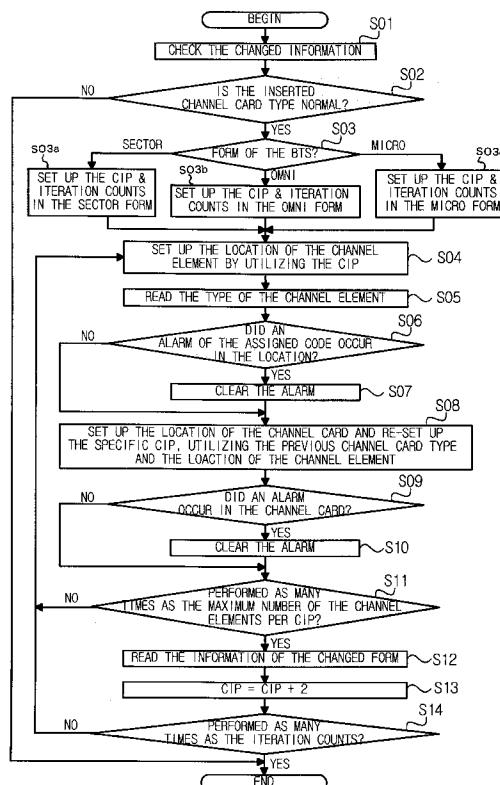 BEGIN
S01
CHECK THE CHANGED INFORMATION
S02
NO
IS THE INSERTED
CHANNEL CARD TYPE NORMAL?
YES
S03
SECTOR
FORM OF THE BTS?
MICRO
S03a
S03b
OMNI
SET UP THE CIP &
ITERATION COUNTS
IN THE SECTOR FORM
SET UP THE CIP & ITERATION
COUNTS IN THE OMNI FORM
SET UP THE CIP &
ITERATION COUNTS
IN THE MICRO FORM
SET UP THE LOCATION OF THE CHANNEL
ELEMENT BY UTILIZING THE CIP
S04
READ THE TYPE OF THE CHANNEL ELEMENT
S05
S06
NO
DID AN
ALARM OF THE ASSIGNED CODE OCCUR
IN THE LOCATION?
YES
CLEAR THE ALARM
S07
S08
SET UP THE LOCATION OF THE CHANNEL CARD AND RE-SET UP
THE SPECIFIC CIP, UTILIZING THE PREVIOUS CHANNEL CARD TYPE
AND THE LOACTION OF THE CHANNEL ELEMENT
S09
NO
DID AN ALARM
OCCUR IN THE CHANNEL CARD?
YES
CLEAR THE ALARM
S10
S11
NO
PERFORMED AS MANY
TIMES AS THE MAXIMUM NUMBER OF THE CHANNEL
ELEMENTS PER CIP?
YES
READ THE INFORMATION OF THE CHANGED FORM
S12
CIP = CIP + 2
S13
S14
NO
PERFORMED AS MANY
TIMES AS THE ITERATION COUNTS?
YES
END